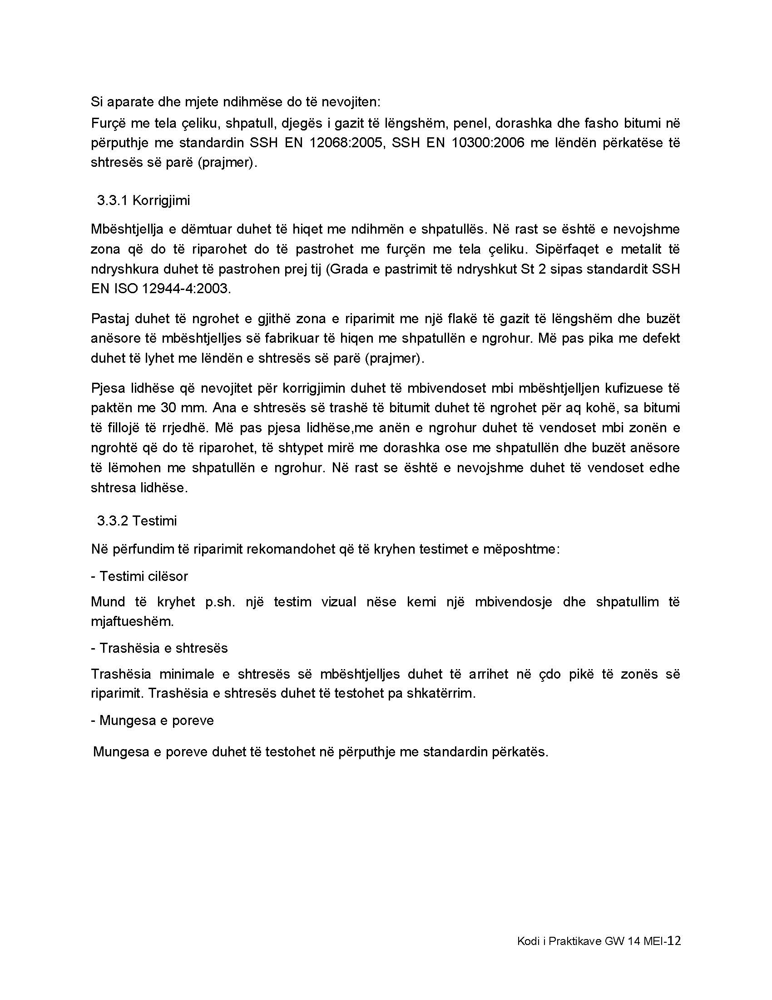 Si aparate dhe mjete ndihmëse do të nevojiten:
Furçë me tela çeliku, shpatull, djegës i gazit të lëngshëm, penel, dorashka dhe fasho bitumi në
përputhje me standardin SSH EN 12068:2005, SSH EN 10300:2006 me lëndën përkatëse të
shtresës së parë (prajmer).
3.3.1 Korrigjimi
Mbështjellja e dëmtuar duhet të hiqet me ndihmën e shpatullës. Në rast se është e nevojshme
zona që do të riparohet do të pastrohet me furçën me tela çeliku. Sipërfaqet e metalit të
ndryshkura duhet të pastrohen prej tij (Grada e pastrimit të ndryshkut St 2 sipas standardit SSH
EN ISO 12944-4:2003.
Pastaj duhet të ngrohet e gjithë zona e riparimit me një flakë të gazit të lëngshëm dhe buzët
anësore të mbështjelljes së fabrikuar të hiqen me shpatullën e ngrohur. Më pas pika me defekt
duhet të lyhet me lëndën e shtresës së parë (prajmer).
Pjesa lidhëse që nevojitet për korrigjimin duhet të mbivendoset mbi mbështjelljen kufizuese të
paktën me 30 mm. Ana e shtresës së trashë të bitumit duhet të ngrohet për aq kohë, sa bitumi
të fillojë të rrjedhë. Më pas pjesa lidhëse,me anën e ngrohur duhet të vendoset mbi zonën e
ngrohtë që do të riparohet, të shtypet mirë me dorashka ose me shpatullën dhe buzët anësore
të lëmohen me shpatullën e ngrohur. Në rast se është e nevojshme duhet të vendoset edhe
shtresa lidhëse.
3.3.2 Testimi
Në përfundim të riparimit rekomandohet që të kryhen testimet e mëposhtme:
- Testimi cilësor
Mund të kryhet p.sh. një testim vizual nëse kemi një mbivendosje dhe shpatullim të
mjaftueshëm.
- Trashësia e shtresës
Trashësia minimale e shtresës së mbështjelljes duhet të arrihet në çdo pikë të zonës së
riparimit. Trashësia e shtresës duhet të testohet pa shkatërrim.
- Mungesa e poreve
Mungesa e poreve duhet të testohet në përputhje me standardin përkatës.
Kodi i Praktikave GW 14 MEI-12